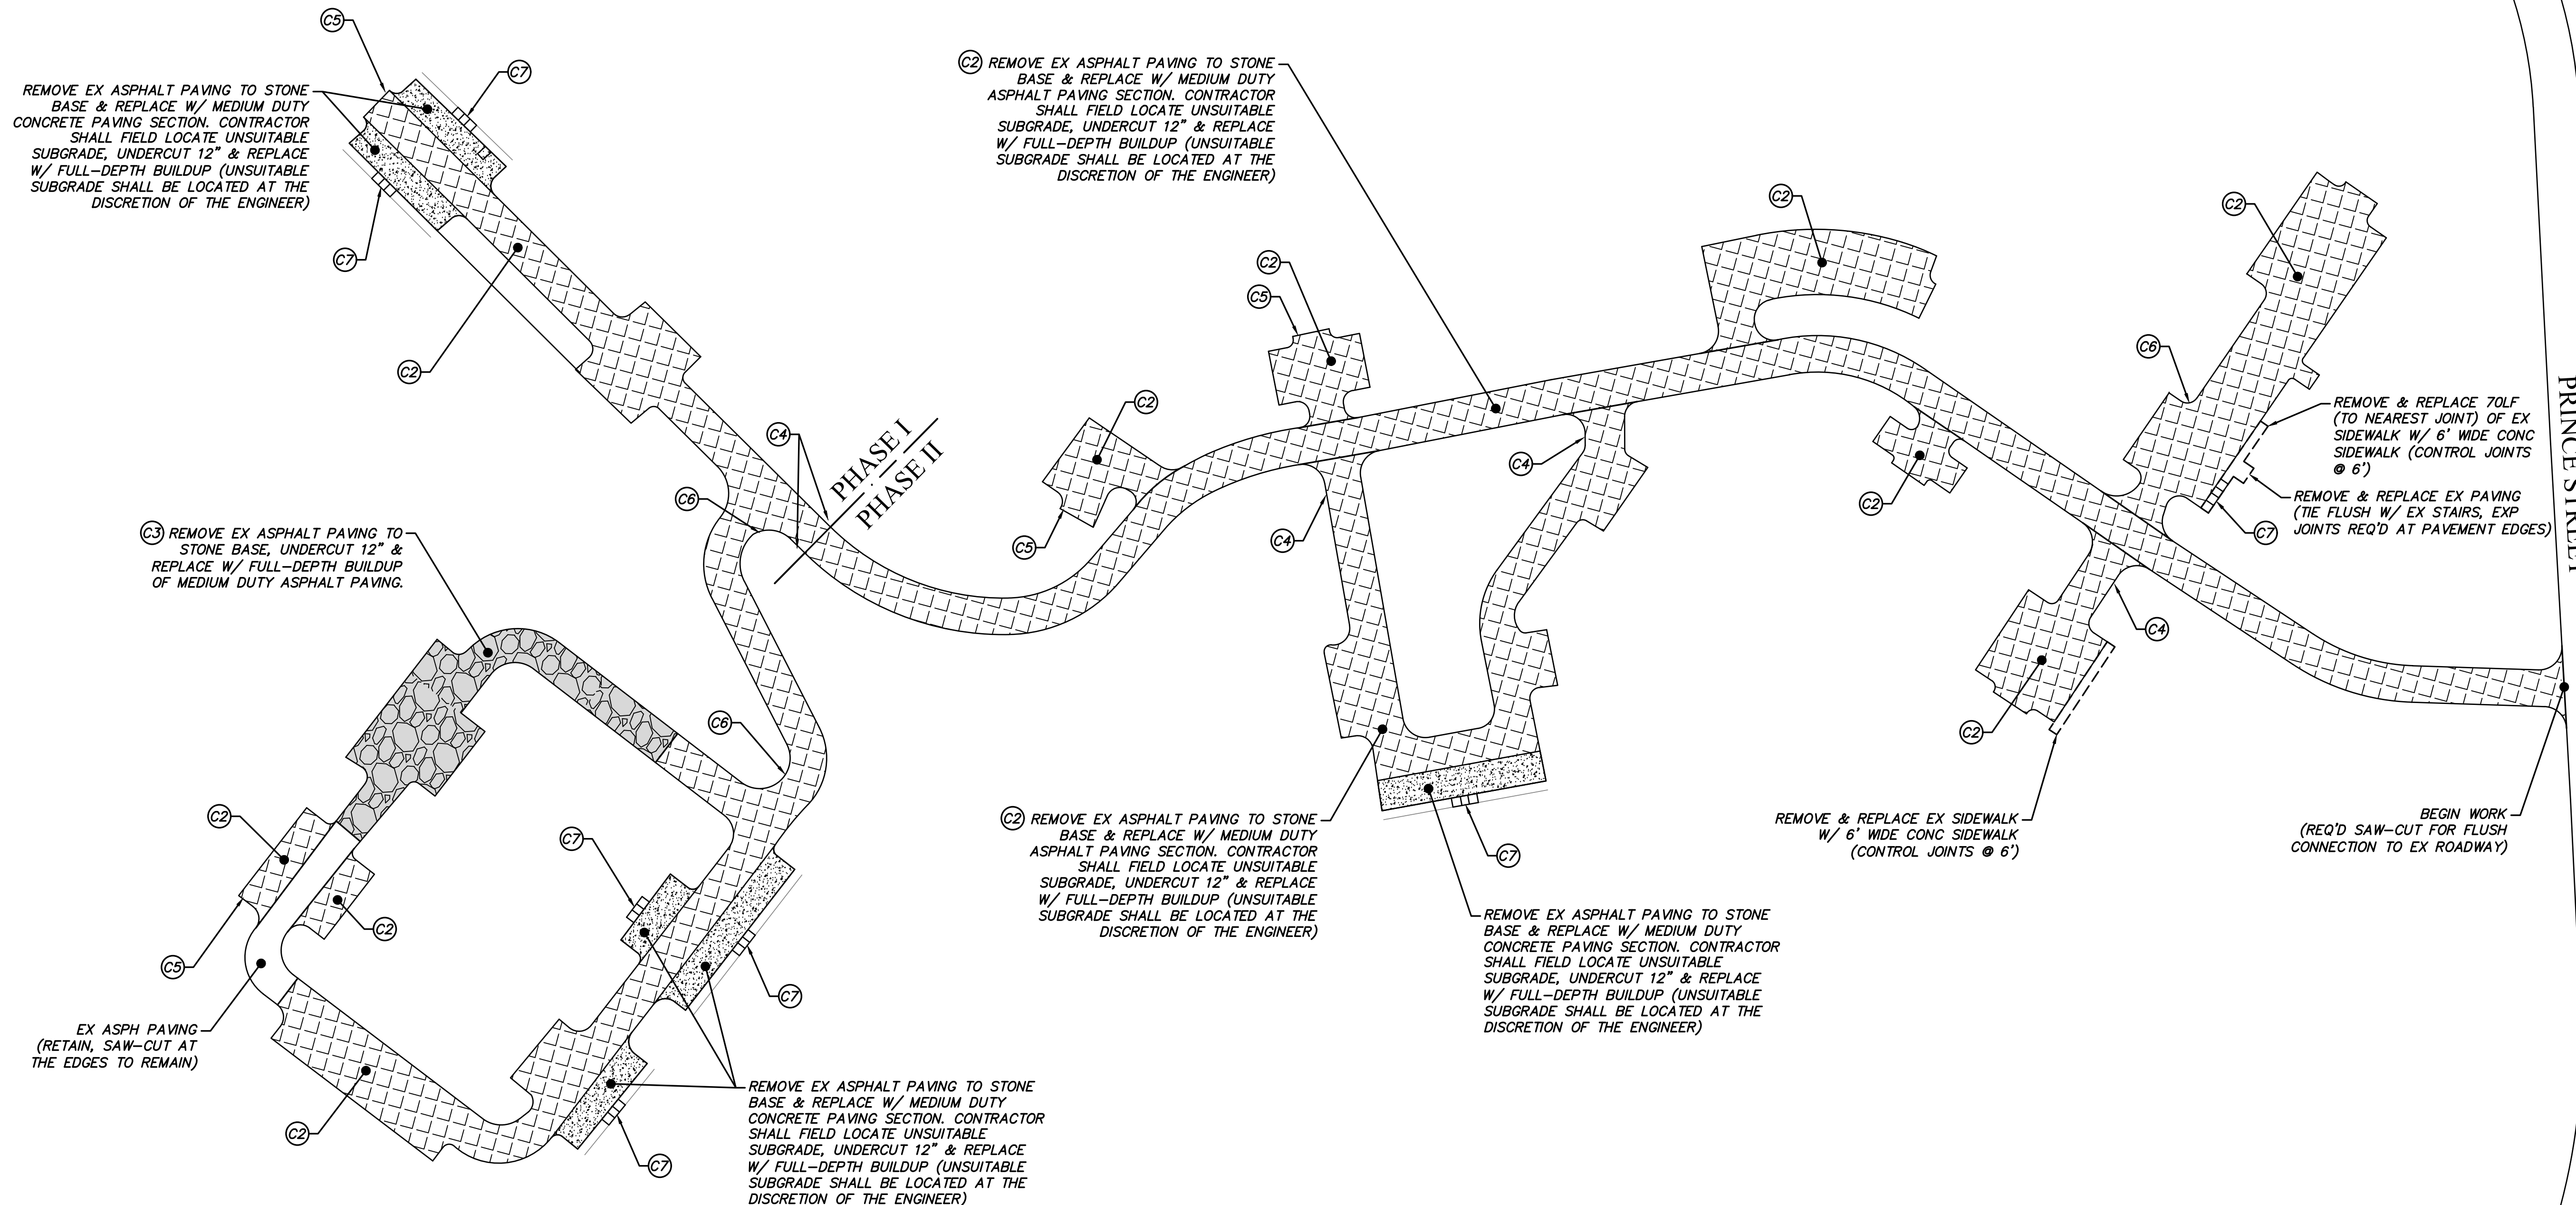 C5
C7
REMOVE EX ASPHALT PAVING TO STONE
BASE & REPLACE W/ MEDIUM DUTY
CONCRETE PAVING SECTION. CONTRACTOR
SHALL FIELD LOCATE UNSUITABLE
SUBGRADE, UNDERCUT 12" & REPLACE
W/ FULL-DEPTH BUILDUP (UNSUITABLE
SUBGRADE SHALL BE LOCATED AT THE
DISCRETION OF THE ENGINEER)
C7
C2
C2 REMOVE EX ASPHALT PAVING TO STONE
BASE & REPLACE W/ MEDIUM DUTY
ASPHALT PAVING SECTION. CONTRACTOR
SHALL FIELD LOCATE UNSUITABLE
SUBGRADE, UNDERCUT 12" & REPLACE
W/ FULL-DEPTH BUILDUP (UNSUITABLE
SUBGRADE SHALL BE LOCATED AT THE
DISCRETION OF THE ENGINEER)
C2
C5
C2
C5
C2
C2
C6
REMOVE & REPLACE 70LF
(TO NEAREST JOINT) OF EX
SIDEWALK W/ 6' WIDE CONC
SIDEWALK (CONTROL JOINTS
@ 6')
REMOVE & REPLACE EX PAVING
(TIE FLUSH W/ EX STAIRS, EXP
JOINTS REQ'D AT PAVEMENT EDGES)
C7
PRINCE STREET
C4
PHASE I
PHASE II
C6
C4
C4
C2
C4
C3 REMOVE EX ASPHALT PAVING TO
STONE BASE, UNDERCUT 12" &
REPLACE W/ FULL-DEPTH BUILDUP
OF MEDIUM DUTY ASPHALT PAVING.
C6
C2
C2
C5
C7
C7
EX ASPH PAVING
(RETAIN, SAW-CUT AT
THE EDGES TO REMAIN)
C2
C7
REMOVE EX ASPHALT PAVING TO STONE
BASE & REPLACE W/ MEDIUM DUTY
CONCRETE PAVING SECTION. CONTRACTOR
SHALL FIELD LOCATE UNSUITABLE
SUBGRADE, UNDERCUT 12" & REPLACE
W/ FULL-DEPTH BUILDUP (UNSUITABLE
SUBGRADE SHALL BE LOCATED AT THE
DISCRETION OF THE ENGINEER)
C2 REMOVE EX ASPHALT PAVING TO STONE
BASE & REPLACE W/ MEDIUM DUTY
ASPHALT PAVING SECTION. CONTRACTOR
SHALL FIELD LOCATE UNSUITABLE
SUBGRADE, UNDERCUT 12" & REPLACE
W/ FULL-DEPTH BUILDUP (UNSUITABLE
SUBGRADE SHALL BE LOCATED AT THE
DISCRETION OF THE ENGINEER)
C7
REMOVE EX ASPHALT PAVING TO STONE
BASE & REPLACE W/ MEDIUM DUTY
CONCRETE PAVING SECTION. CONTRACTOR
SHALL FIELD LOCATE UNSUITABLE
SUBGRADE, UNDERCUT 12" & REPLACE
W/ FULL-DEPTH BUILDUP (UNSUITABLE
SUBGRADE SHALL BE LOCATED AT THE
DISCRETION OF THE ENGINEER)
C2
REMOVE & REPLACE EX SIDEWALK
W/ 6' WIDE CONC SIDEWALK
(CONTROL JOINTS @ 6')
BEGIN WORK
(REQ'D SAW-CUT FOR FLUSH
CONNECTION TO EX ROADWAY)